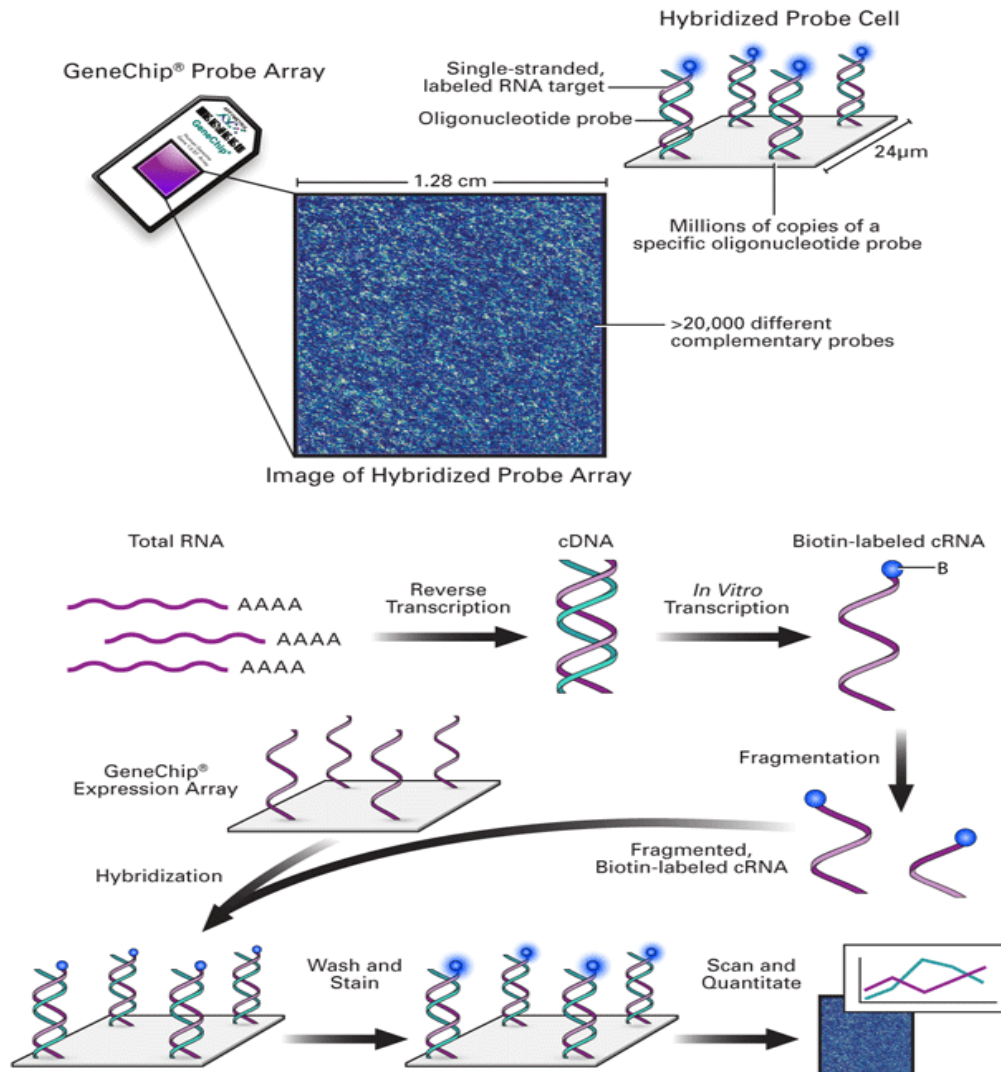 Hybridized Probe Cell
GeneChip® Probe Array
Single-stranded,
labeled RNA target
Oligonucleotide probe
GeneChip®
24µm
1.28 cm
Millions of copies of a
specific oligonucleotide probe
>20,000 different
complementary probes
Image of Hybridized Probe Array
Total RNA
cDNA
Biotin-labeled cRNA
B
Reverse
Transcription
In Vitro
Transcription
AAAA
AAAA
AAAA
Fragmentation
GeneChip®
Expression Array
Fragmented,
Biotin-labeled cRNA
Hybridization
Wash and
Stain
Scan and
Quantitate